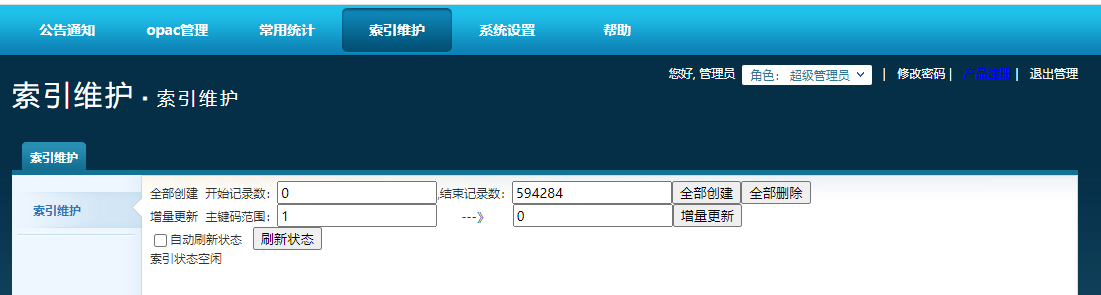 公告通知 opac管理 常用统计 索引维护 系统设置 帮助
您好, 管理员 角色: 超级管理员 | 修改密码 | 产品注册 | 退出管理
索引维护 · 索引维护
索引维护
索引维护
全部创建 开始记录数: 0 ,结束记录数: 594284 全部创建 全部删除
增量更新 主键码范围: 1 ---》 0 增量更新
自动刷新状态 刷新状态
索引状态空闲